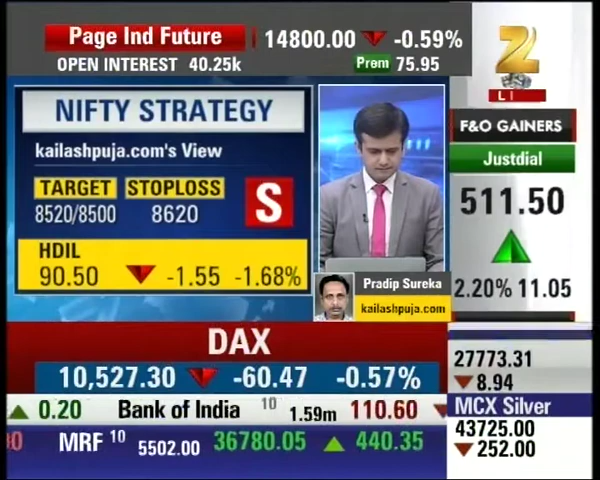 Page Ind Future
14800.00 -0.59%
OPEN INTEREST 40.25k
Prem 75.95
L I
NIFTY STRATEGY
kailashpuja.com's View
TARGET STOPLOSS
8520/8500 8620
S
HDIL
90.50 -1.55 -1.68%
Pradip Sureka
kailashpuja.com
F&O GAINERS
Justdial
511.50
2.20% 11.05
DAX
10,527.30 -60.47 -0.57%
27773.31
8.94
MCX Silver
43725.00
252.00
0.20 Bank of India 10 1.59m 110.60
30 MRF 10 5502.00 36780.05 440.35